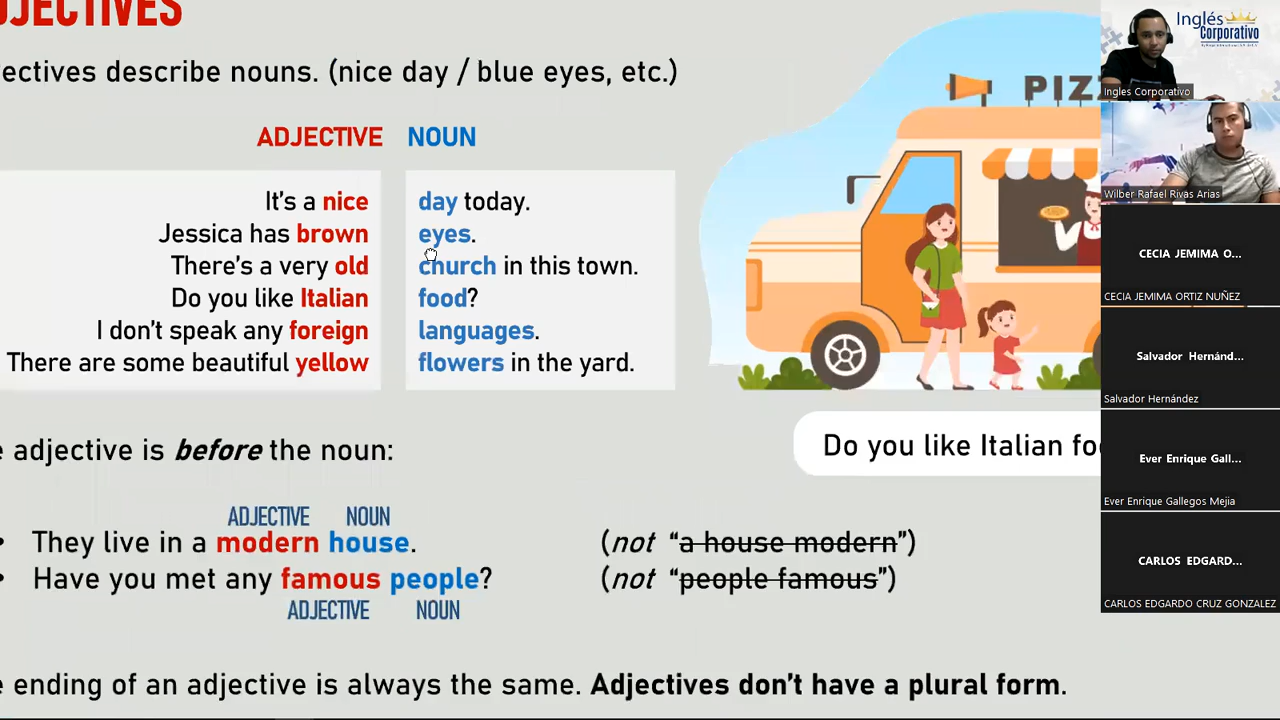 DJECTIVES
ectives describe nouns. (nice day / blue eyes, etc.)
ADJECTIVE NOUN
It's a nice day today.
Jessica has brown eyes.
There's a very old church in this town.
Do you like Italian food?
I don't speak any foreign languages.
There are some beautiful yellow flowers in the yard.
PIZZ
Do you like Italian fo
e adjective is before the noun:
ADJECTIVE NOUN
• They live in a modern house. (not “a house modern”)
• Have you met any famous people? (not “people famous”)
ADJECTIVE NOUN
e ending of an adjective is always the same. Adjectives don't have a plural form.
Inglés
Corporativo
Ingles Corporativo
Wilber Rafael Rivas Arias
CECIA JEMIMA O...
CECIA JEMIMA ORTIZ NUÑEZ
Salvador Hernánd...
Salvador Hernández
Ever Enrique Gall...
Ever Enrique Gallegos Mejia
CARLOS EDGARD...
CARLOS EDGARDO CRUZ GONZALEZ